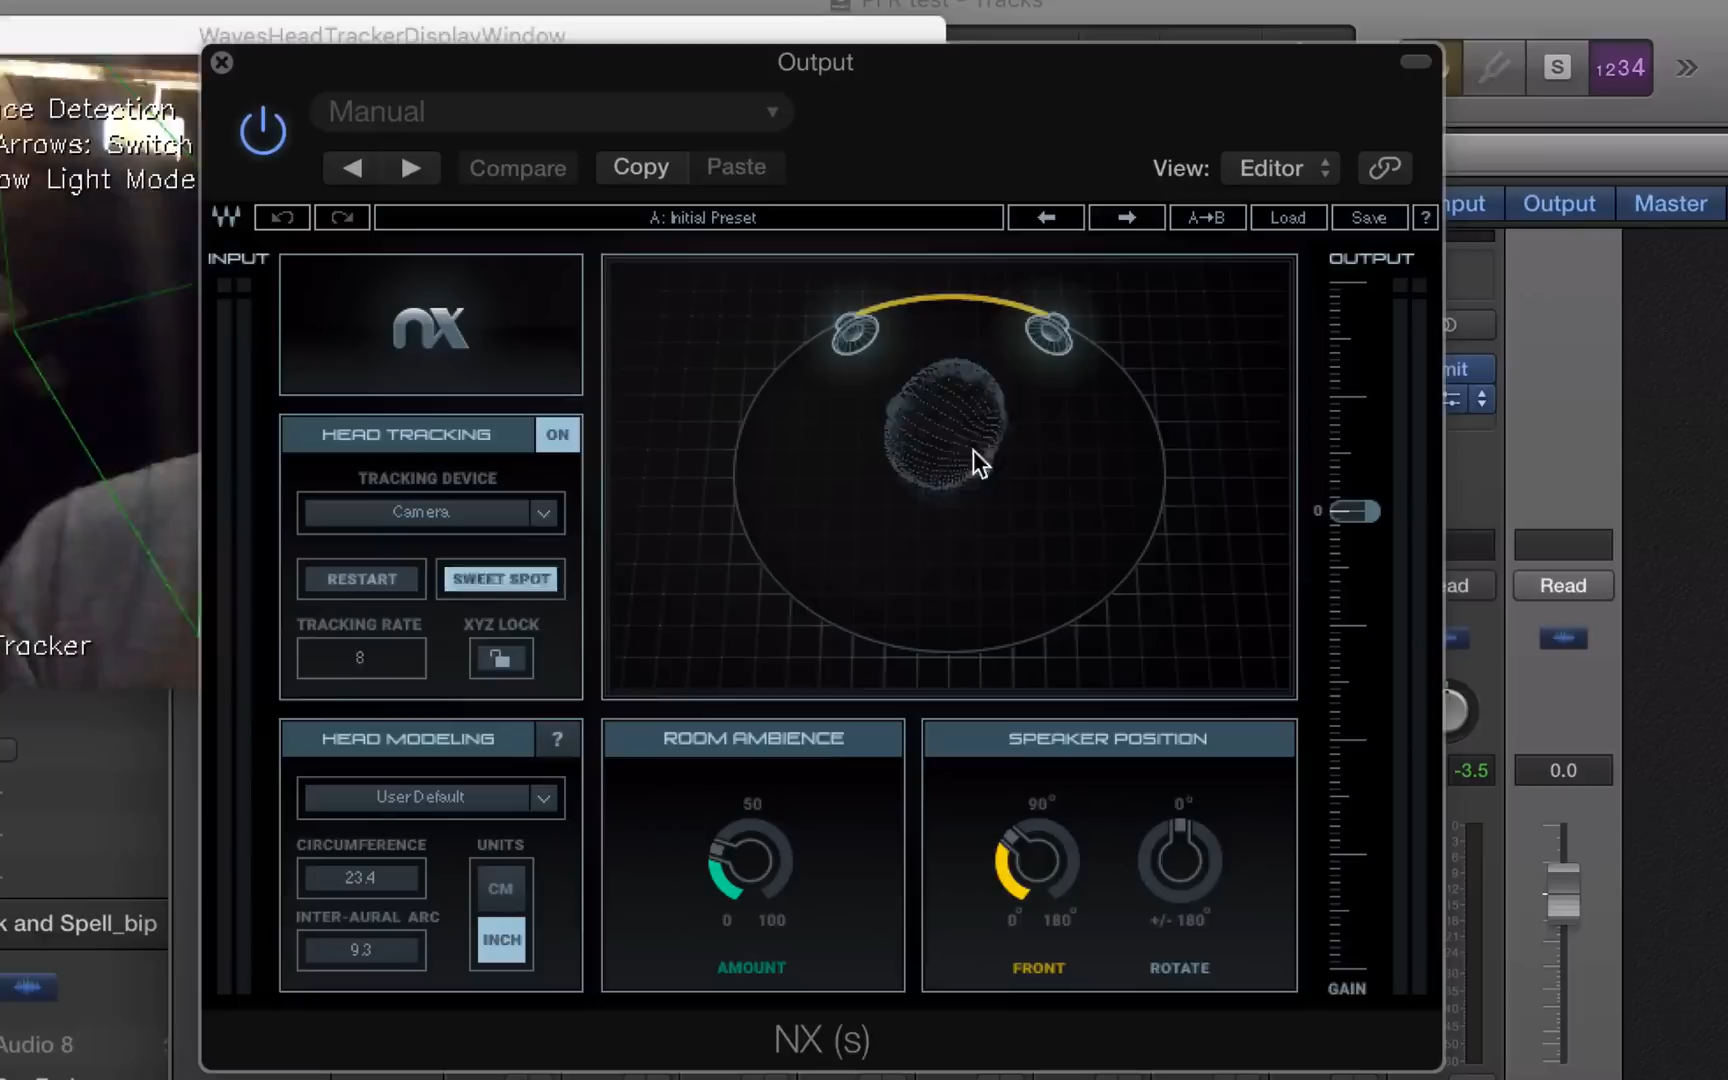 PFR test - Tracks
WavesHeadTrackerDisplayWindow
Output
Manual
ce Detection
Arrows: Switch
ow Light Mode
Tracker
Compare
Copy
Paste
View:
Editor
S
1234
A: Initial Preset
A→B
Load
Save
?
put
Output
Master
INPUT
nx
OUTPUT
HEAD TRACKING
ON
TRACKING DEVICE
Camera
RESTART
SWEET SPOT
TRACKING RATE
XYZ LOCK
8
0
mit
ad
Read
HEAD MODELING
?
User Default
CIRCUMFERENCE
UNITS
23.4
CM
INTER-AURAL ARC
INCH
9.3
ROOM AMBIENCE
50
0 100
AMOUNT
SPEAKER POSITION
90° 0°
0° 180° +/- 180°
FRONT ROTATE
GAIN
-3.5
0.0
k and Spell_bip
Audio 8
NX (s)